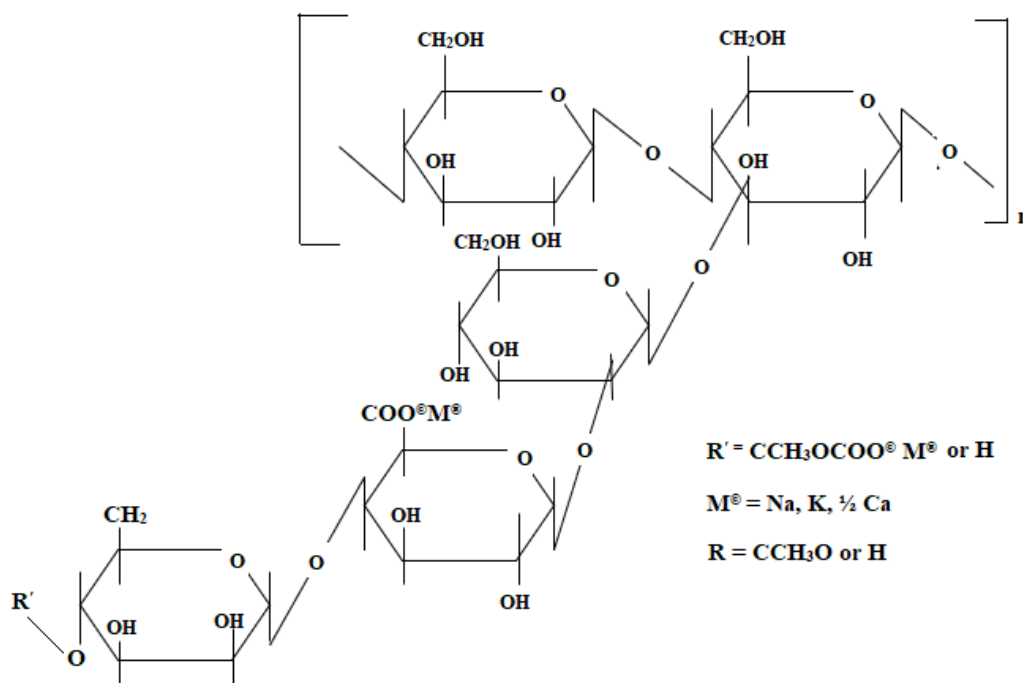 CH₂OH
CH₂OH
O
O
O
O
OH
OH
OH
OH
CH₂OH
O
O
OH
OH
COO©M®
O
O
R′ = CCH₃OCOO© M® or H
M© = Na, K, ½ Ca
R = CCH₃O or H
CH₂
OH
O
O
OH
R′
OH
OH
O